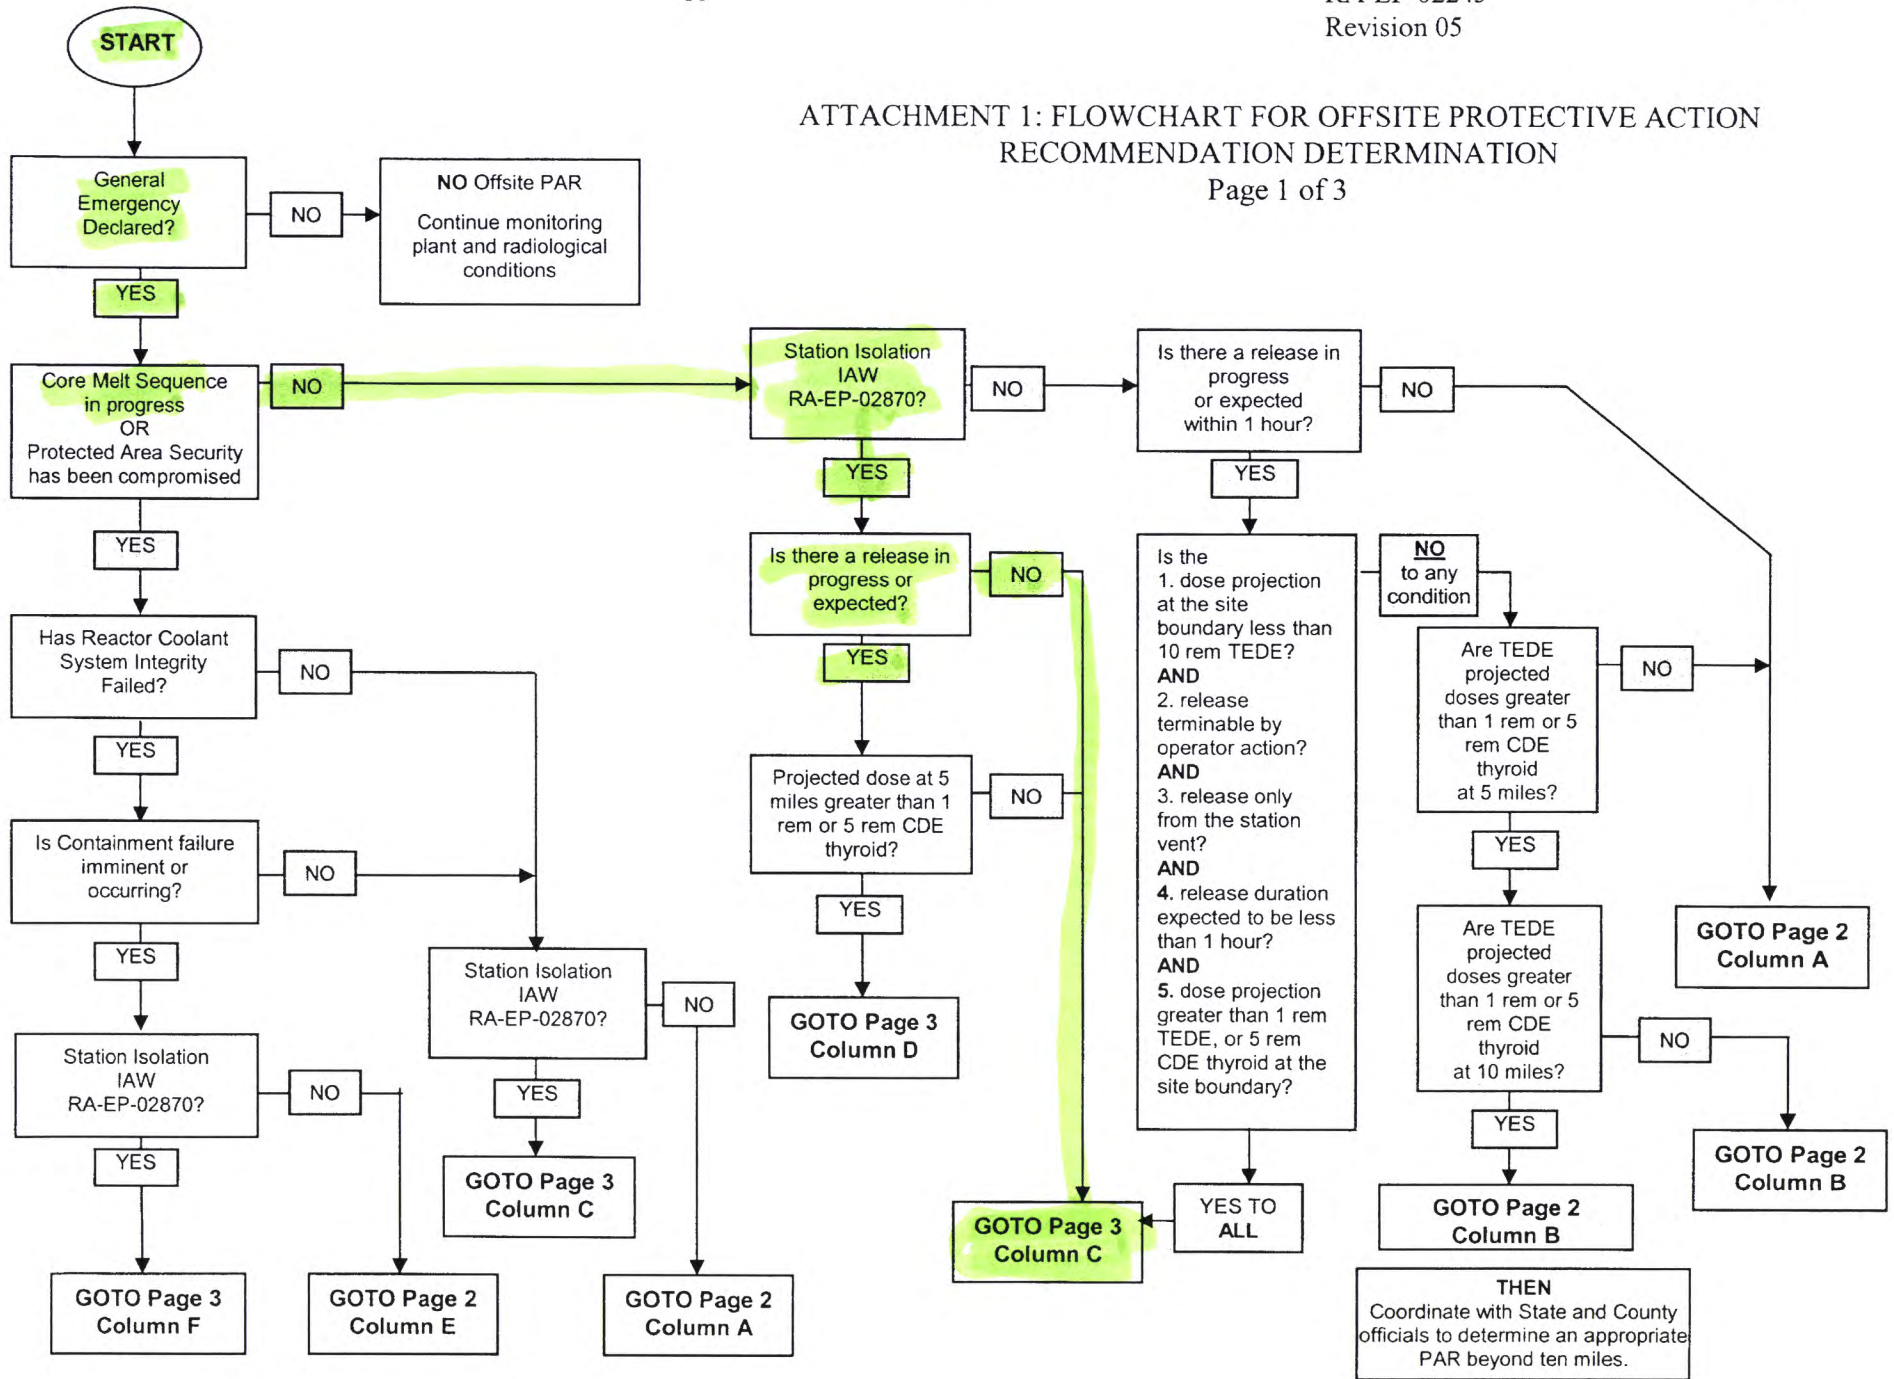 Revision 05
ATTACHMENT 1: FLOWCHART FOR OFFSITE PROTECTIVE ACTION
RECOMMENDATION DETERMINATION
Page 1 of 3
START
General
Emergency
Declared?
NO
NO Offsite PAR
Continue monitoring
plant and radiological
conditions
YES
Core Melt Sequence
in progress
OR
Protected Area Security
has been compromised
NO
YES
Has Reactor Coolant
System Integrity
Failed?
NO
YES
Is Containment failure
imminent or
occurring?
NO
YES
Station Isolation
IAW
RA-EP-02870?
NO
YES
GOTO Page 3
Column F
GOTO Page 2
Column E
Station Isolation
IAW
RA-EP-02870?
NO
YES
GOTO Page 3
Column C
GOTO Page 2
Column A
Station Isolation
IAW
RA-EP-02870?
NO
YES
Is there a release in
progress or
expected?
NO
YES
Projected dose at 5
miles greater than 1
rem or 5 rem CDE
thyroid?
NO
YES
GOTO Page 3
Column D
GOTO Page 3
Column C
Is there a release in
progress
or expected
within 1 hour?
NO
YES
Is the
1. dose projection
at the site
boundary less than
10 rem TEDE?
AND
2. release
terminable by
operator action?
AND
3. release only
from the station
vent?
AND
4. release duration
expected to be less
than 1 hour?
AND
5. dose projection
greater than 1 rem
TEDE, or 5 rem
CDE thyroid at the
site boundary?
YES TO
ALL
NO
to any
condition
Are TEDE
projected
doses greater
than 1 rem or 5
rem CDE
thyroid
at 5 miles?
NO
YES
GOTO Page 2
Column A
Are TEDE
projected
doses greater
than 1 rem or 5
rem CDE
thyroid
at 10 miles?
NO
YES
GOTO Page 2
Column B
GOTO Page 2
Column B
THEN
Coordinate with State and County
officials to determine an appropriate
PAR beyond ten miles.